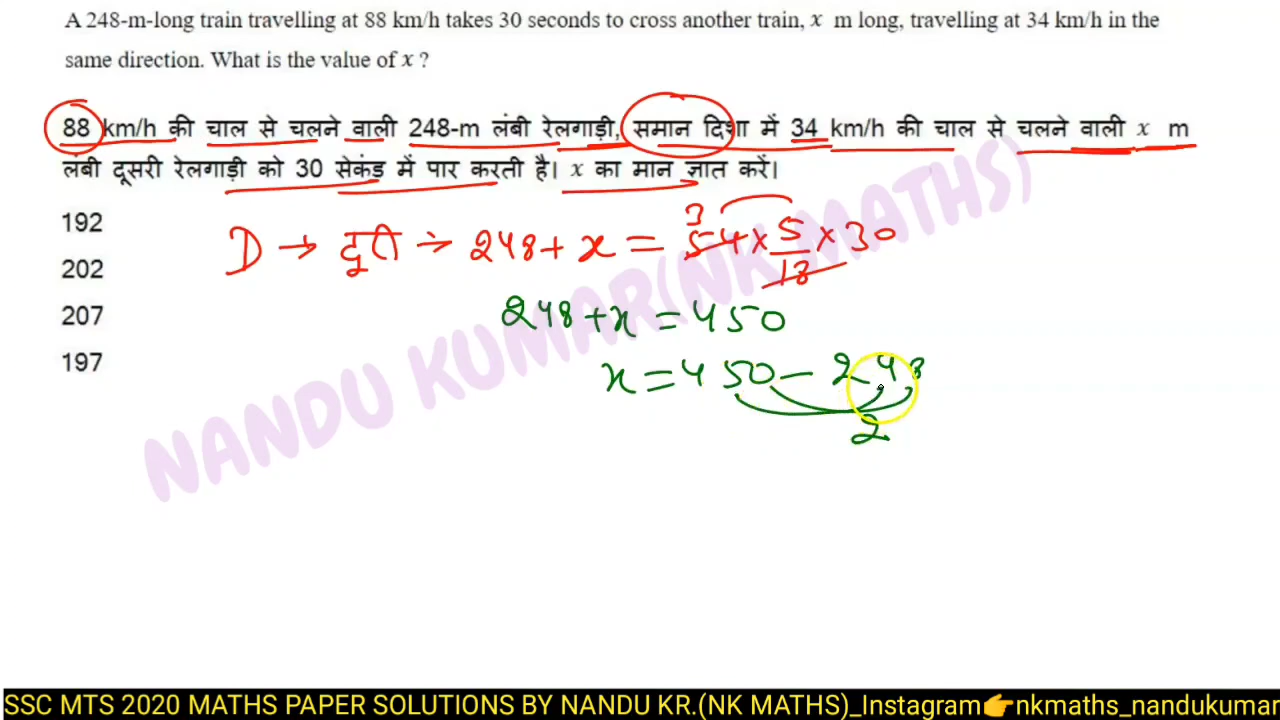 A 248-m-long train travelling at 88 km/h takes 30 seconds to cross another train, x m long, travelling at 34 km/h in the
same direction. What is the value of x ?
88 km/h की चाल से चलने वाली 248-m लंबी रेलगाड़ी, समान दिशा में 34 km/h की चाल से चलने वाली x m
लंबी दूसरी रेलगाड़ी को 30 सेकंड में पार करती है। x का मान ज्ञात करें।
192
202
207
197
3
D → दूरी → 248 + x = 54 × 5/18 × 30
248 + x = 450
x = 450 - 248
2
NANDU KUMAR(NK MATHS)
SSC MTS 2020 MATHS PAPER SOLUTIONS BY NANDU KR.(NK MATHS)_Instagram👉nkmaths_nandukumar